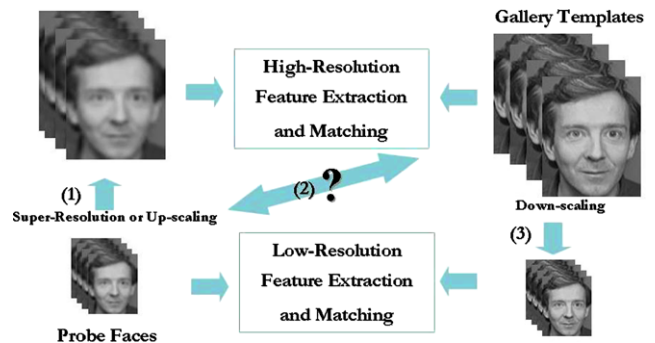 Gallery Templates
High-Resolution
Feature Extraction
and Matching
(1)
(2) ?
Super-Resolution or Up-scaling
Down-scaling
(3)
Low-Resolution
Feature Extraction
and Matching
Probe Faces